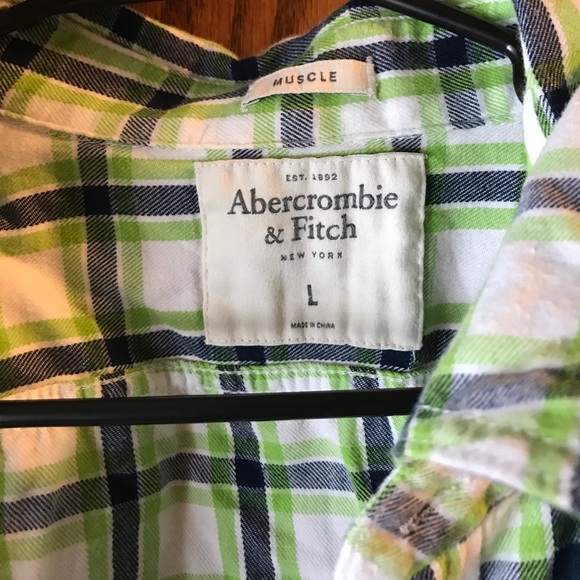 MUSCLE
EST. 1892
Abercrombie
& Fitch
NEW YORK
L
MADE IN CHINA